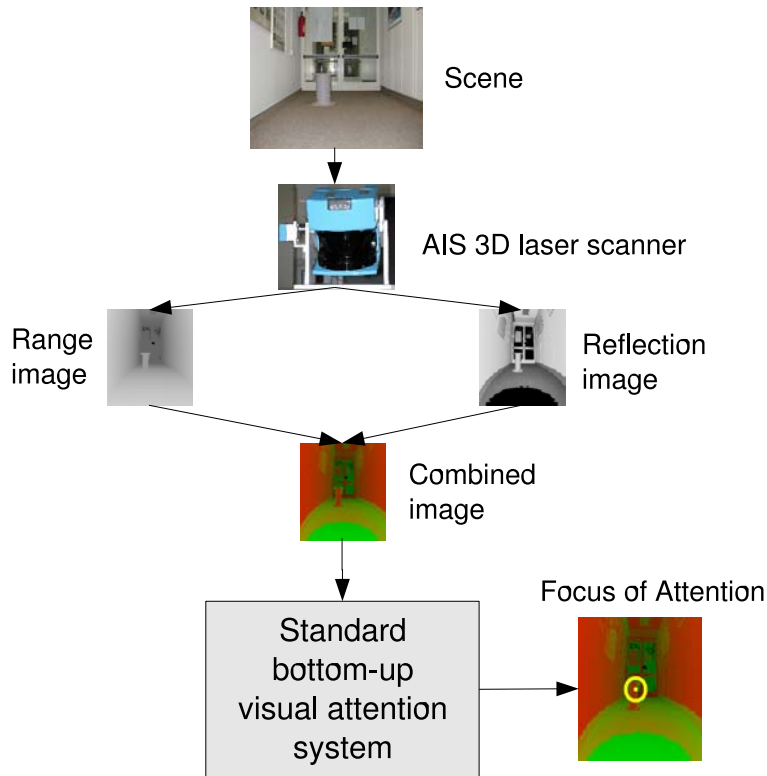 Scene
AIS 3D laser scanner
Range
image
Reflection
image
Combined
image
Focus of Attention
Standard
bottom-up
visual attention
system